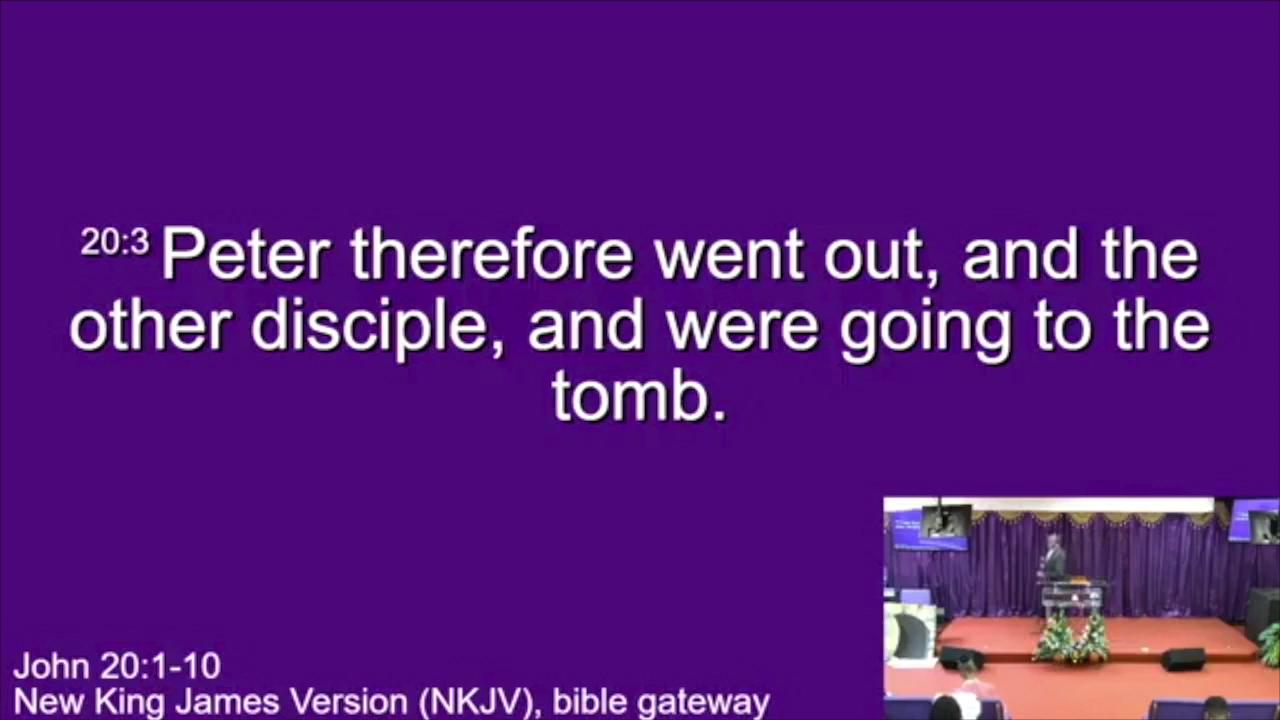 20:3 Peter therefore went out, and the
other disciple, and were going to the
tomb.
John 20:1-10
New King James Version (NKJV), bible gateway